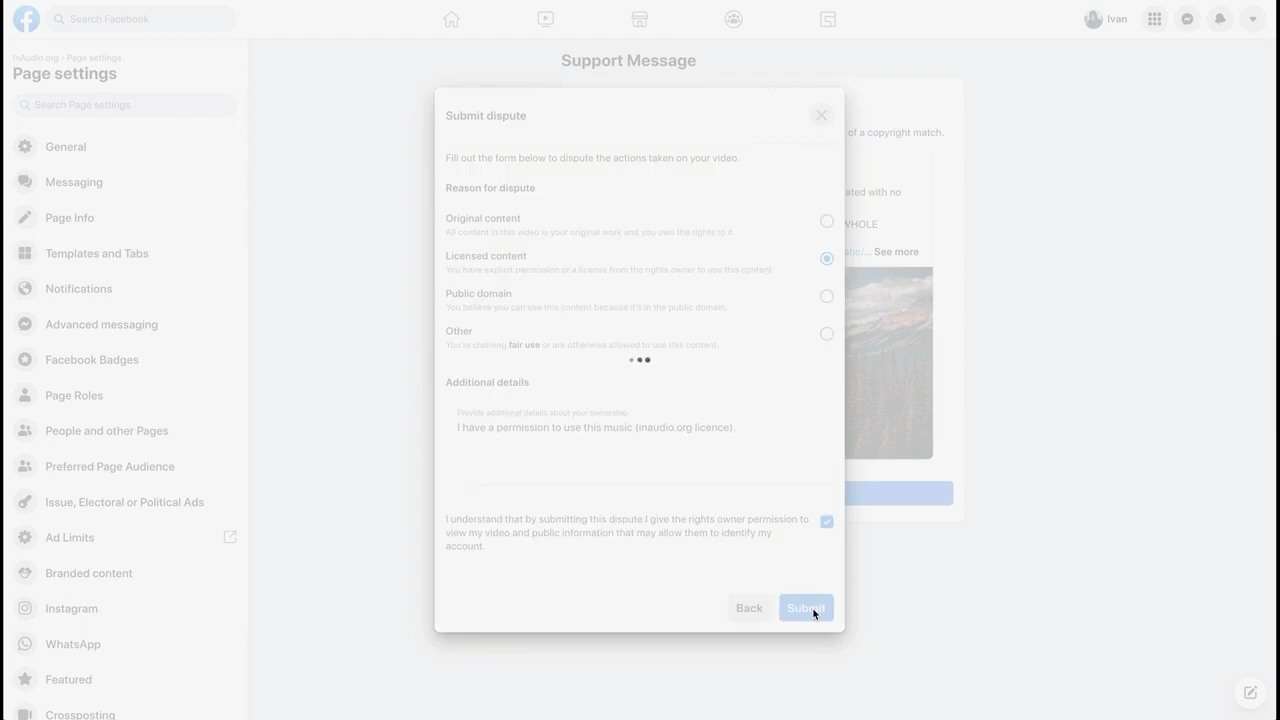 Search Facebook
Ivan
InAudio.org › Page settings
Page settings
Search Page settings
General
Messaging
Page Info
Templates and Tabs
Notifications
Advanced messaging
Facebook Badges
Page Roles
People and other Pages
Preferred Page Audience
Issue, Electoral or Political Ads
Ad Limits
Branded content
Instagram
WhatsApp
Featured
Crossposting
Support Message
of a copyright match.
ated with no
WHOLE
stic/... See more
Submit dispute
Fill out the form below to dispute the actions taken on your video.
Reason for dispute
Original content
All content in this video is your original work and you own the rights to it.
Licensed content
You have explicit permission or a license from the rights owner to use this content
Public domain
You believe you can use this content because it's in the public domain.
Other
You're claiming fair use or are otherwise allowed to use this content.
Additional details
Provide additional details about your ownership.
I have a permission to use this music (inaudio.org licence).
I understand that by submitting this dispute I give the rights owner permission to
view my video and public information that may allow them to identify my
account.
Back
Submit